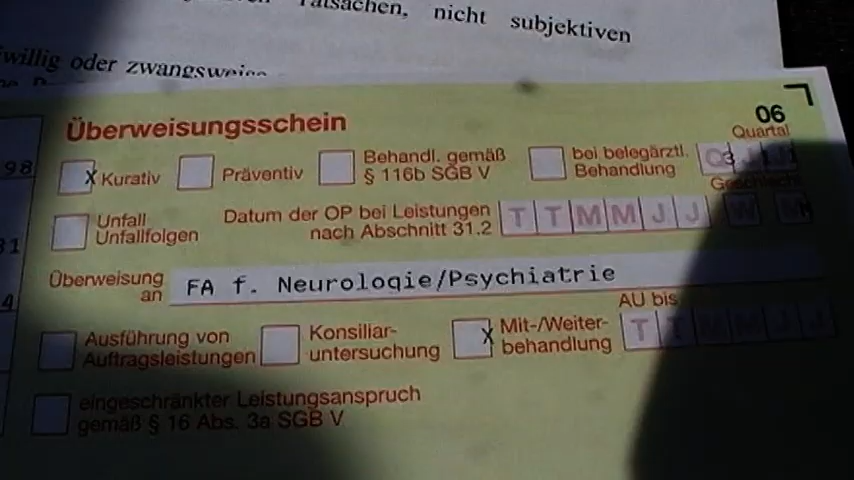 nicht subjektiven
oder zwangsweise
06
Überweisungsschein
Quartal
98
X Kurativ
Präventiv
Behandl. gemäß
§ 116b SGB V
bei belegärztl.
Behandlung
Unfall
Unfallfolgen
Datum der OP bei Leistungen
nach Abschnitt 31.2
T T M M J J W
Überweisung
an
FA f. Neurologie/Psychiatrie
AU bis
Ausführung von
Auftragsleistungen
Konsiliar-
untersuchung
X Mit-/Weiter-
behandlung
T T M M J J
eingeschränkter Leistungsanspruch
gemäß § 16 Abs. 3a SGB V